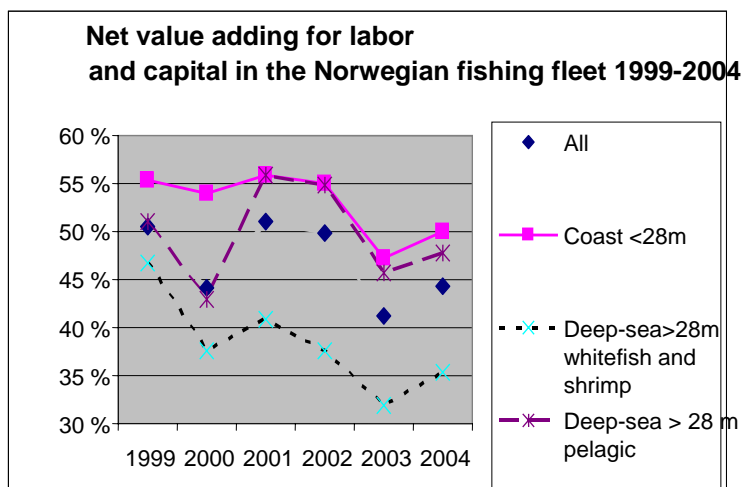 Net value adding for labor
and capital in the Norwegian fishing fleet 1999-2004
60 %
55 %
50 %
45 %
40 %
35 %
30 %
1999 2000 2001 2002 2003 2004
All
Coast <28m
Deep-sea>28m
whitefish and
shrimp
Deep-sea > 28 m
pelagic